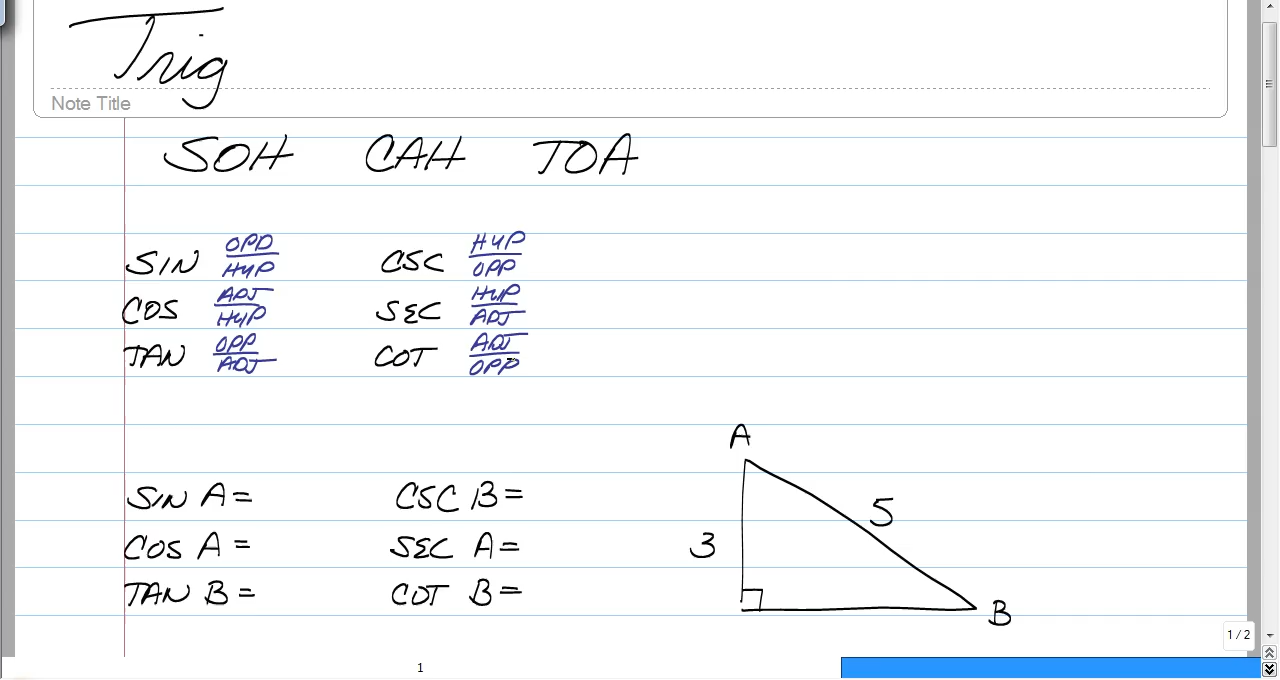 Trig
Note Title
SOH CAH TOA
SIN OPP/HYP CSC HYP/OPP
COS ADJ/HYP SEC HYP/ADJ
TAN OPP/ADJ COT ADJ/OPP
A
SIN A= CSC B=
5
COS A= SEC A=
3
TAN B= COT B=
B
1 / 2
1